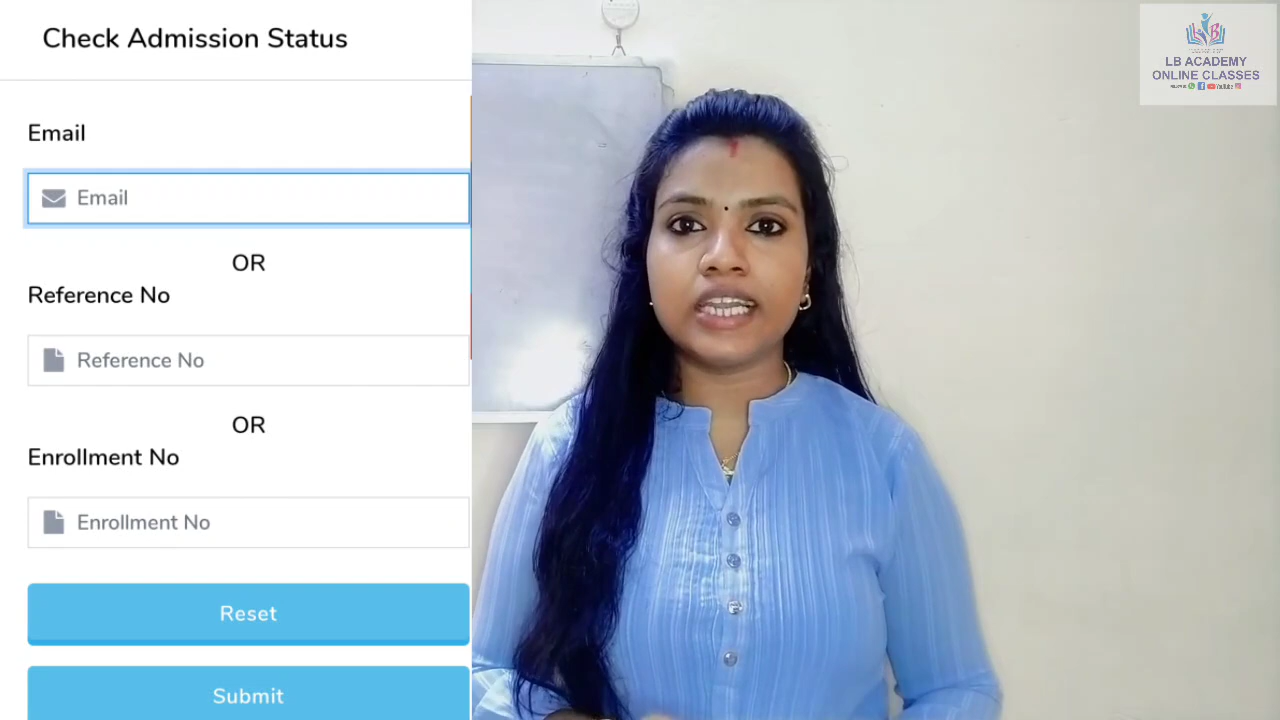 Check Admission Status
Email
Email
OR
Reference No
Reference No
OR
Enrollment No
Enrollment No
Reset
Submit
LB ACADEMY
ONLINE CLASSES
YouTube